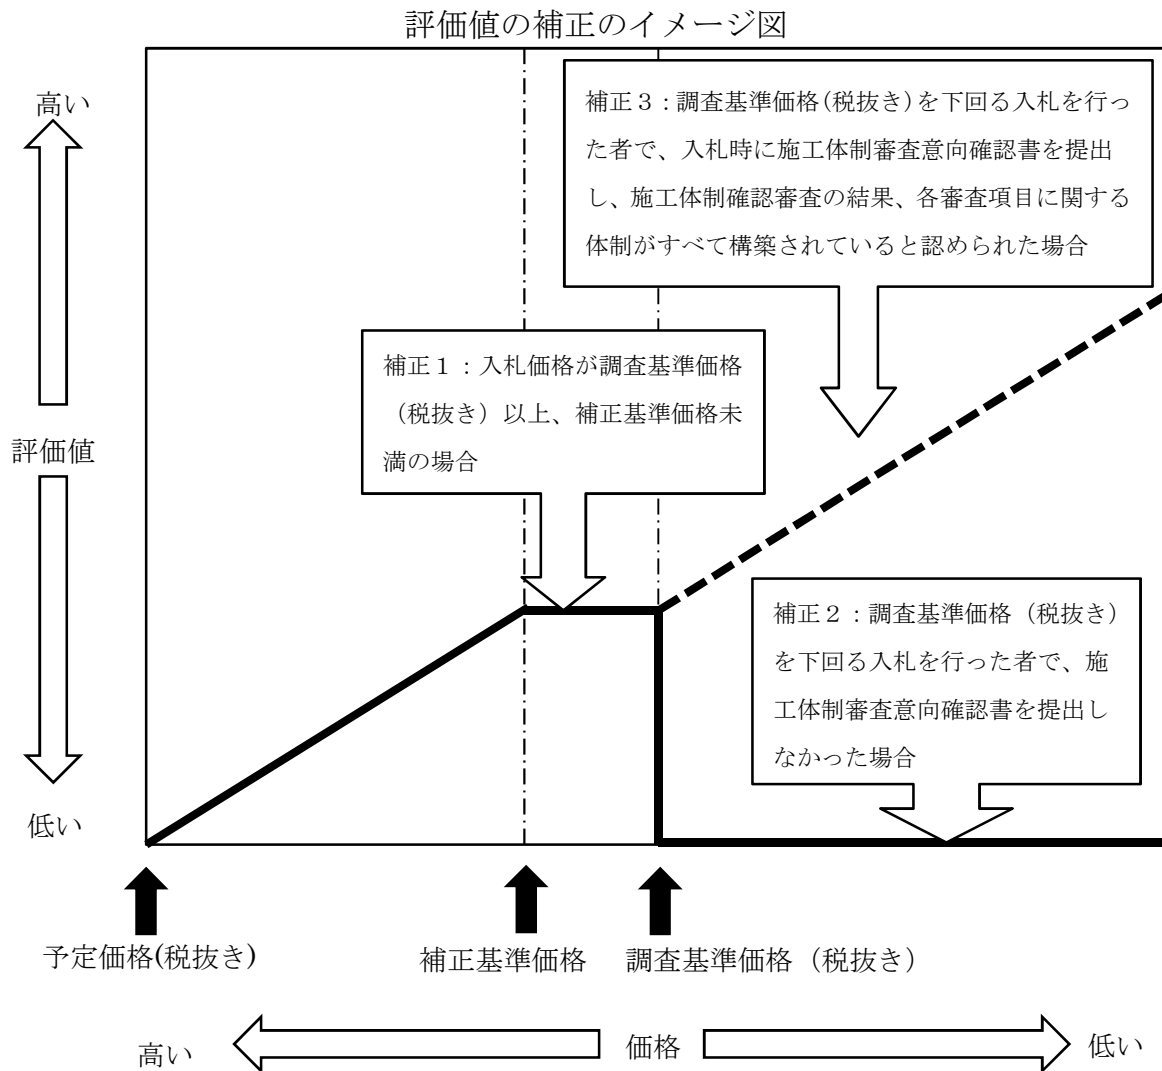 評価値の補正のイメージ図
高い
補正３：調査基準価格(税抜き)を下回る入札を行っ
た者で、入札時に施工体制審査意向確認書を提出
し、施工体制確認審査の結果、各審査項目に関する
体制がすべて構築されていると認められた場合
補正１：入札価格が調査基準価格
（税抜き）以上、補正基準価格未
満の場合
評価値
補正２：調査基準価格（税抜き）
を下回る入札を行った者で、施
工体制審査意向確認書を提出し
なかった場合
低い
予定価格(税抜き)
補正基準価格
調査基準価格（税抜き）
高い
価格
低い